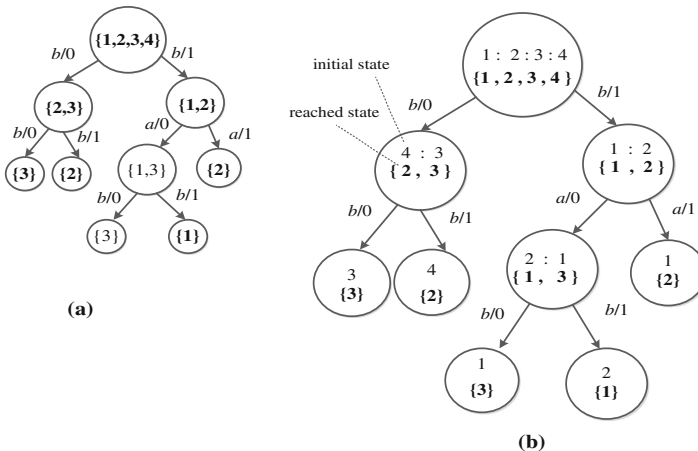 {1,2,3,4}
b/0
b/1
{2,3}
{1,2}
b/0
b/1
a/0
a/1
{3}
{2}
{1,3}
{2}
b/0
b/1
{3}
{1}
(a)
initial state
reached state
1 : 2 : 3 : 4
{1 , 2 , 3 , 4}
b/0
b/1
4 : 3
{2 , 3}
1 : 2
{1 , 2}
b/0
b/1
a/0
a/1
3
{3}
4
{2}
2 : 1
{1 , 3}
1
{2}
b/0
b/1
1
{3}
2
{1}
(b)